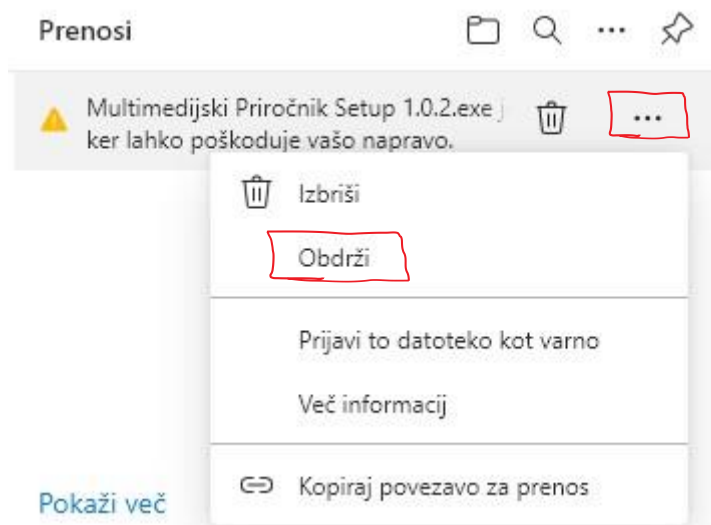 Prenosi
Multimedijski Priročnik Setup 1.0.2.exe j
ker lahko poškoduje vašo napravo.
Izbriši
Obdrži
Prijavi to datoteko kot varno
Več informacij
Kopiraj povezavo za prenos
Pokaži več